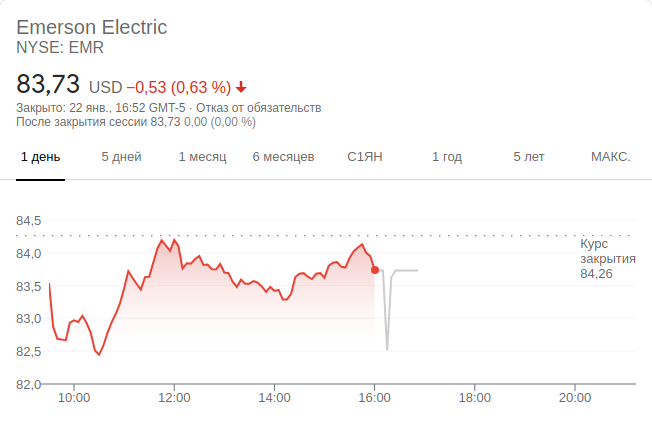 Emerson Electric
NYSE: EMR
83,73 USD −0,53 (0,63 %)
Закрыто: 22 янв., 16:52 GMT-5 · Отказ от обязательств
После закрытия сессии 83,73 0,00 (0,00 %)
1 день 5 дней 1 месяц 6 месяцев С1ЯН 1 год 5 лет МАКС.
84,5
Курс
84,0
закрытия
84,26
83,5
83,0
82,5
82,0
10:00 12:00 14:00 16:00 18:00 20:00